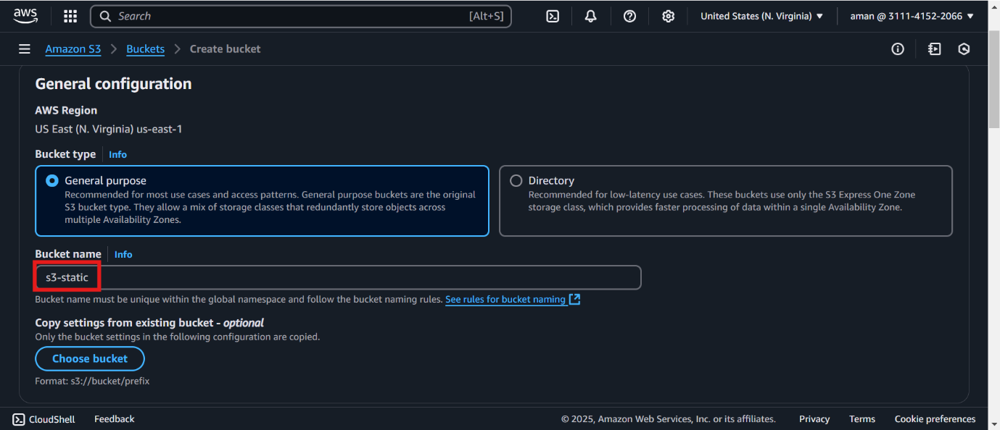 aws
Search [Alt+S]
United States (N. Virginia)
aman @ 3111-4152-2066
Amazon S3
Buckets
Create bucket
General configuration
AWS Region
US East (N. Virginia) us-east-1
Bucket type
Info
General purpose
Recommended for most use cases and access patterns. General purpose buckets are the original
S3 bucket type. They allow a mix of storage classes that redundantly store objects across
multiple Availability Zones.
Directory
Recommended for low-latency use cases. These buckets use only the S3 Express One Zone
storage class, which provides faster processing of data within a single Availability Zone.
Bucket name
Info
s3-static
Bucket name must be unique within the global namespace and follow the bucket naming rules. See rules for bucket naming
Copy settings from existing bucket - optional
Only the bucket settings in the following configuration are copied.
Choose bucket
Format: s3://bucket/prefix
CloudShell
Feedback
© 2025, Amazon Web Services, Inc. or its affiliates.
Privacy
Terms
Cookie preferences